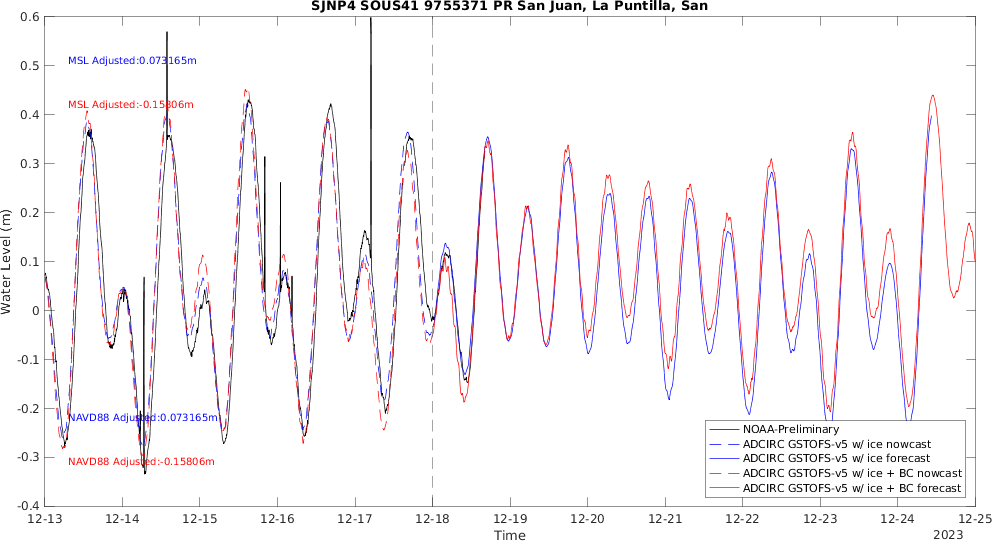 SJNP4 SOUS41 9755371 PR San Juan, La Puntilla, San
0.6
0.5
0.4
0.3
0.2
0.1
0
-0.1
-0.2
-0.3
-0.4
Water Level (m)
MSL Adjusted:0.073165m
MSL Adjusted:-0.15806m
NAVD88 Adjusted:0.073165m
NAVD88 Adjusted:-0.15806m
NOAA-Preliminary
ADCIRC GSTOFS-v5 w/ ice nowcast
ADCIRC GSTOFS-v5 w/ ice forecast
ADCIRC GSTOFS-v5 w/ ice + BC nowcast
ADCIRC GSTOFS-v5 w/ ice + BC forecast
12-13 12-14 12-15 12-16 12-17 12-18 12-19 12-20 12-21 12-22 12-23 12-24 12-25
Time
2023